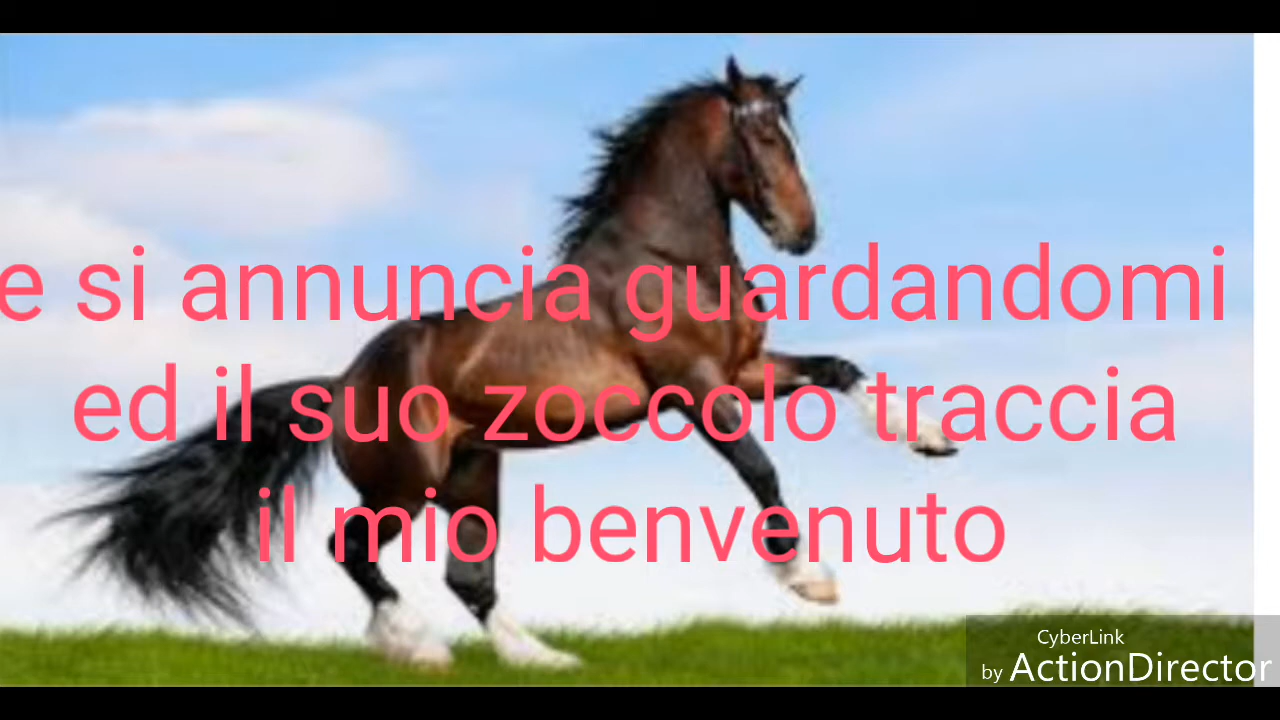 e si annuncia guardandomi
ed il suo zoccolo traccia
il mio benvenuto
CyberLink
by ActionDirector